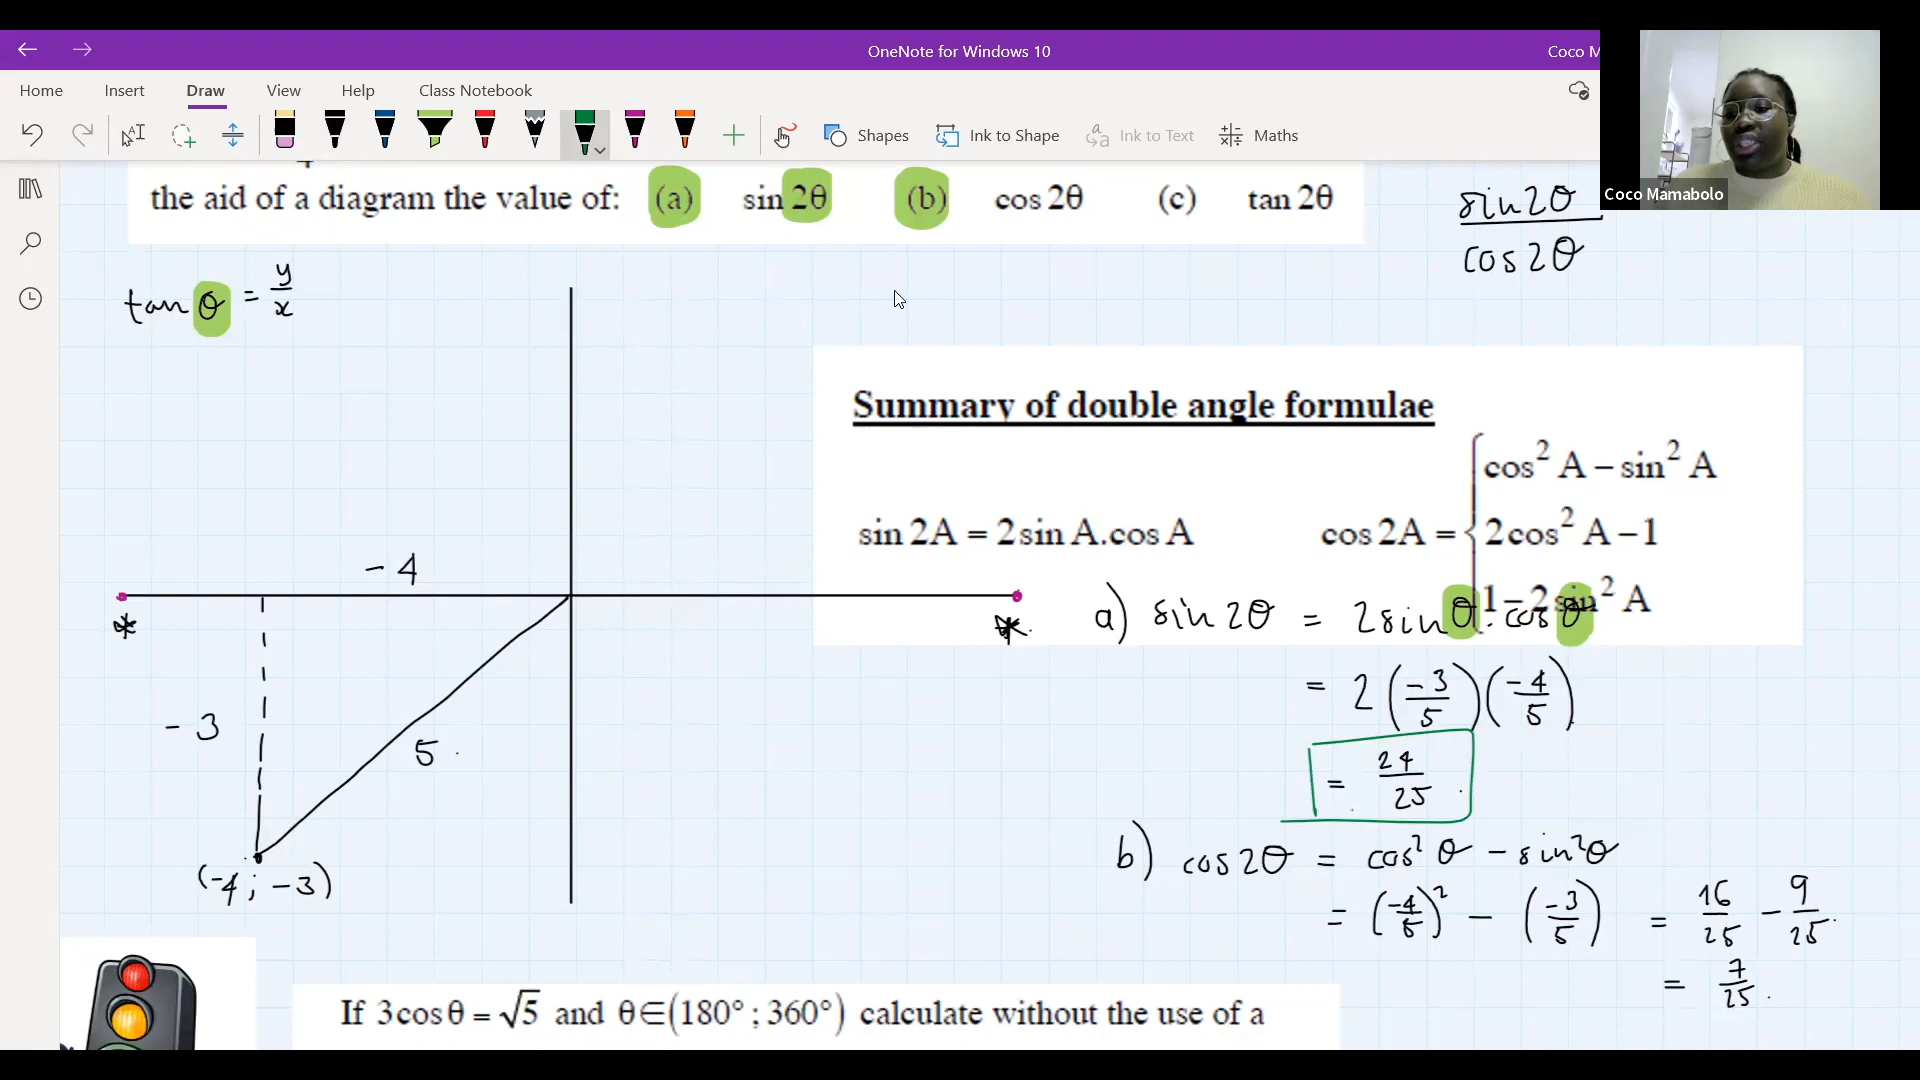 OneNote for Windows 10
Coco M
Home Insert Draw View Help Class Notebook
Shapes Ink to Shape Ink to Text Maths
Coco Mamabolo
the aid of a diagram the value of: (a) sin 2θ (b) cos 2θ (c) tan 2θ
sin2θ
cos2θ
tan θ = y/x
Summary of double angle formulae
cos² A – sin² A
sin 2A = 2sin A.cos A cos 2A = 2cos² A – 1
1 – 2sin² A
-4
-3
5
(-4; -3)
a) sin2θ = 2sinθ . cosθ
= 2(-3/5)(-4/5)
= 24/25
b) cos2θ = cos²θ - sin²θ
= (-4/5)² - (-3/5) = 16/25 - 9/25
= 7/25.
If 3cosθ = √5 and θ∈(180° ; 360°) calculate without the use of a